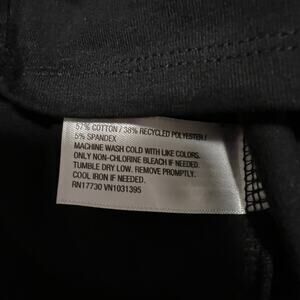 57% COTTON / 38% RECYCLED POLYESTER /
5% SPANDEX
MACHINE WASH COLD WITH LIKE COLORS.
ONLY NON-CHLORINE BLEACH IF NEEDED.
TUMBLE DRY LOW. REMOVE PROMPTLY.
COOL IRON IF NEEDED.
RN17730 VN1031395